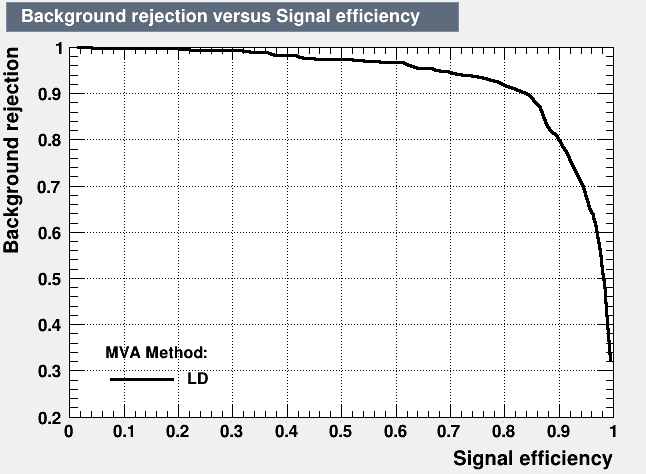 Background rejection versus Signal efficiency
Background rejection
1
0.9
0.8
0.7
0.6
0.5
0.4
0.3
0.2
MVA Method:
LD
0 0.1 0.2 0.3 0.4 0.5 0.6 0.7 0.8 0.9 1
Signal efficiency